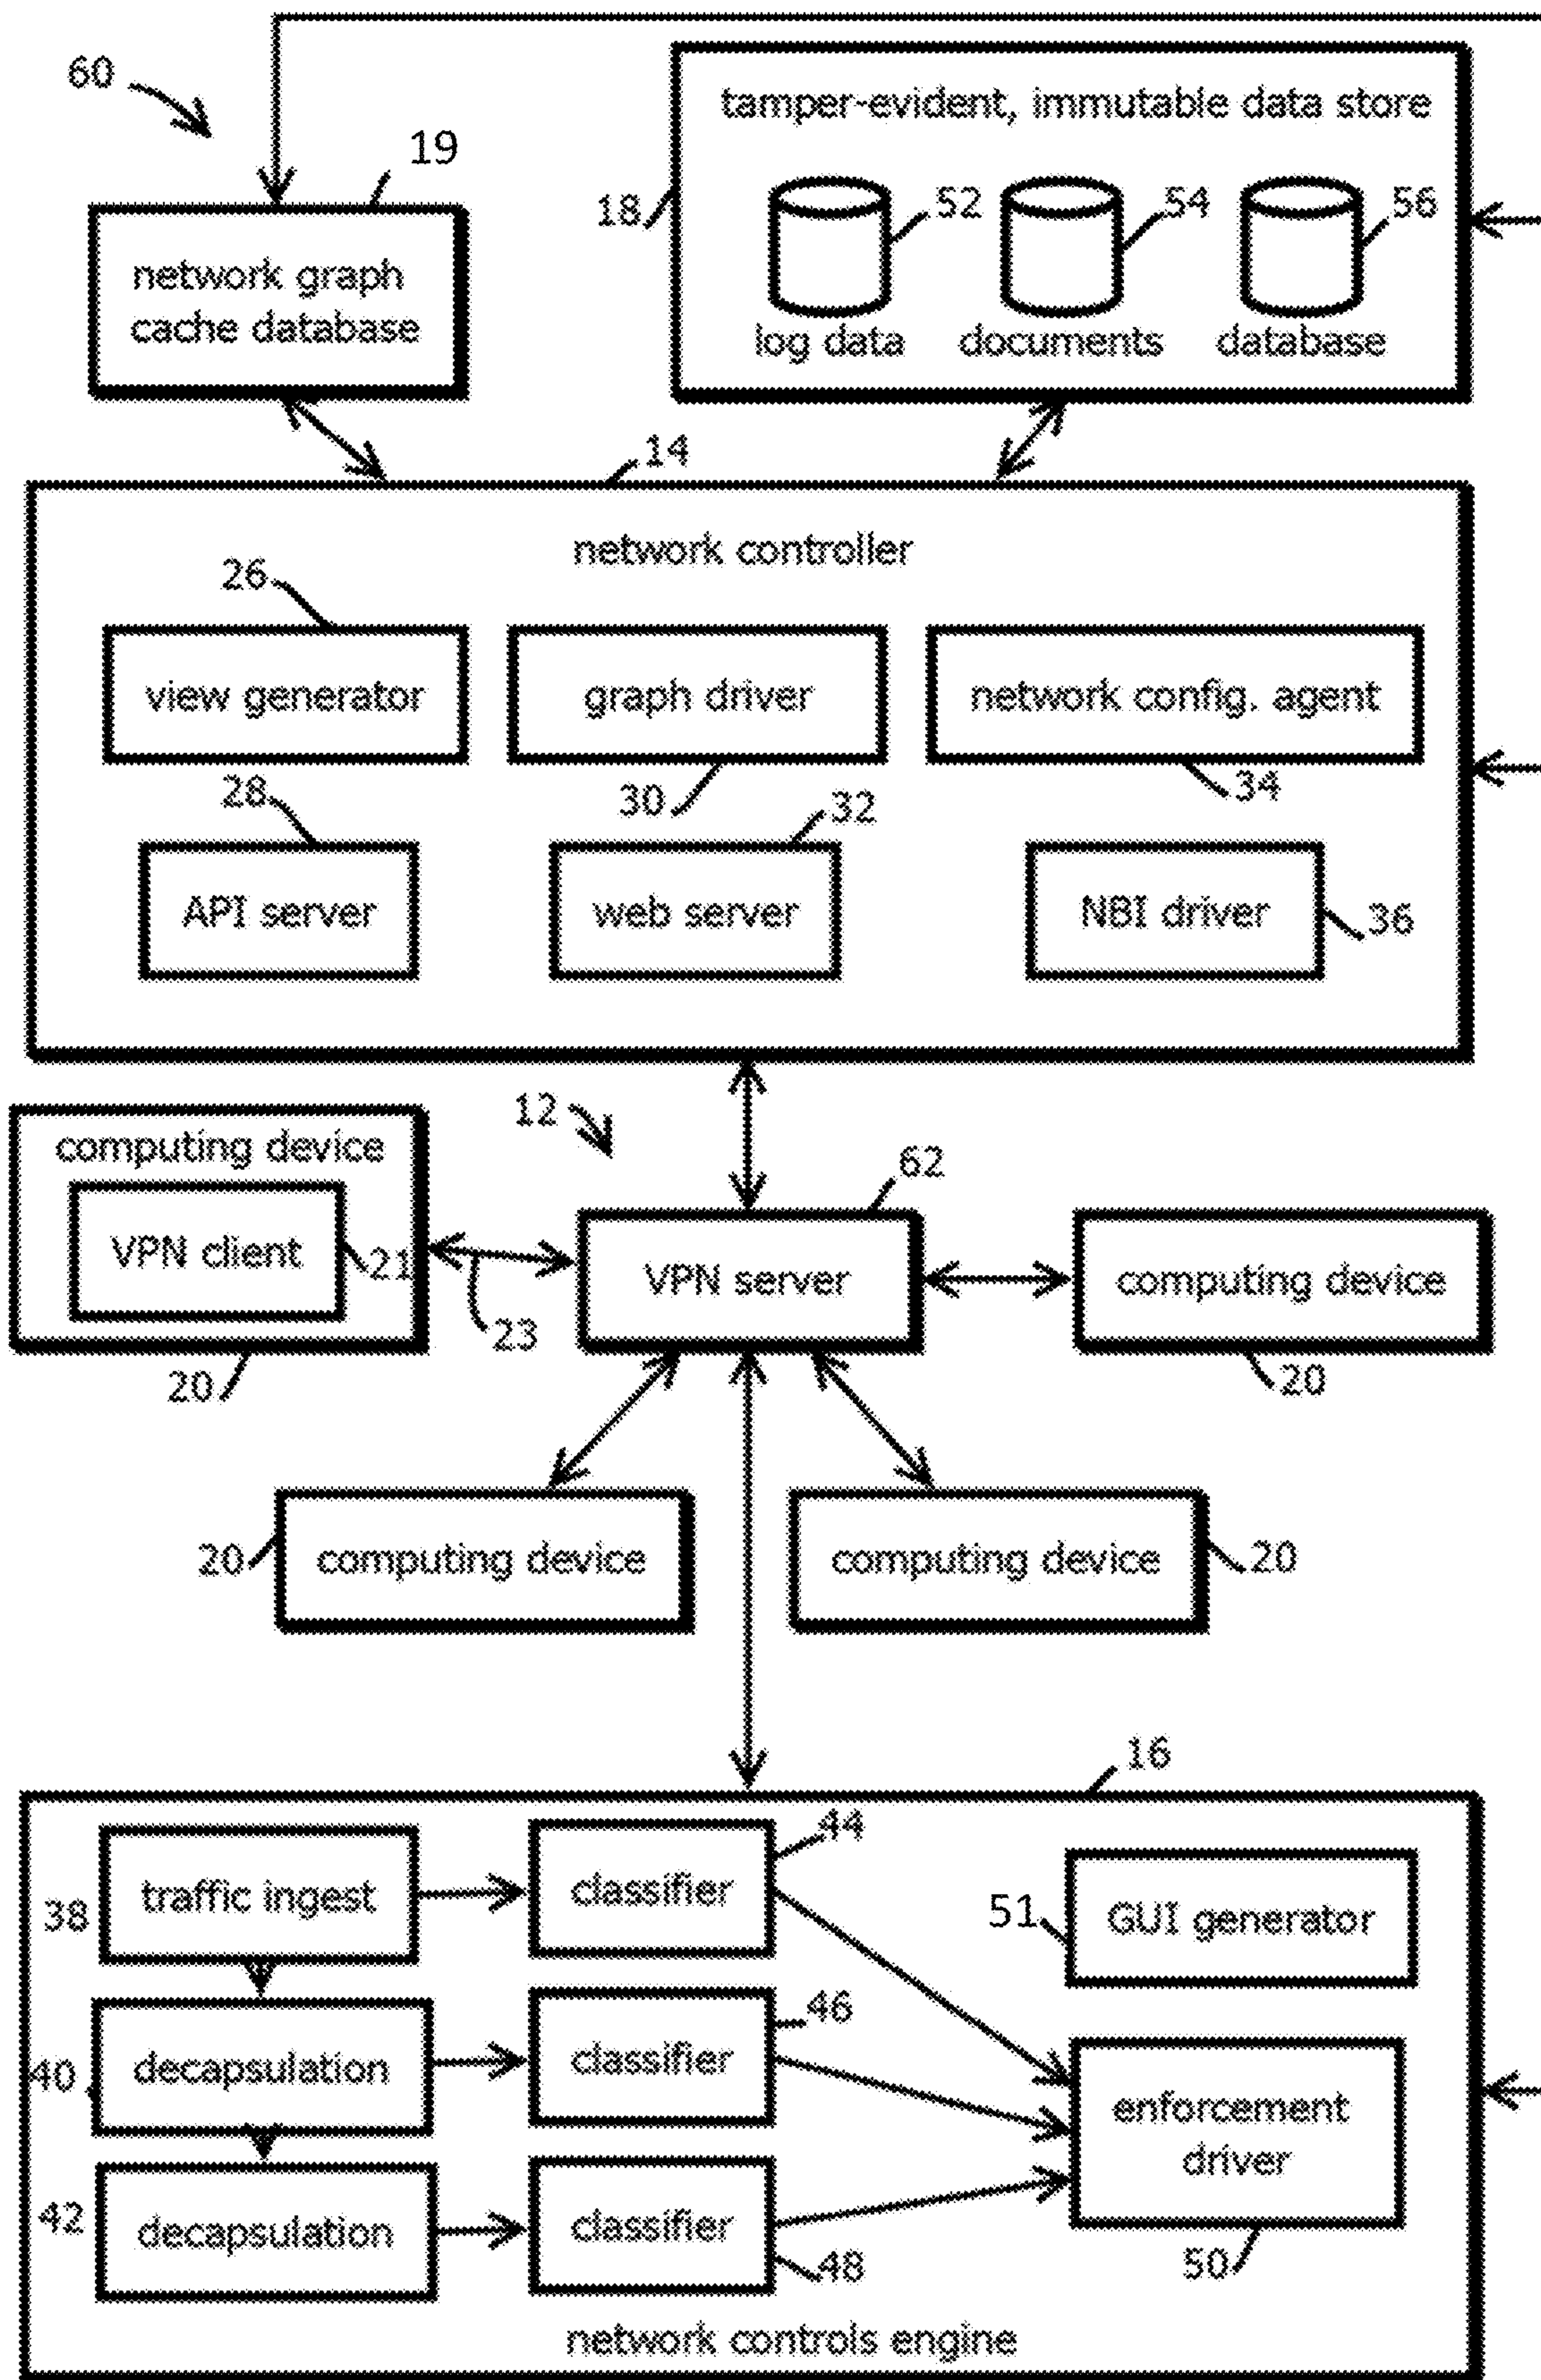 60
19
tamper-evident, immutable data store
18
52
54
56
network graph
cache database
log data
documents
database
14
network controller
26
view generator
graph driver
network config. agent
28
30
32
34
API server
web server
NBI driver
36
12
computing device
62
VPN client
21
VPN server
computing device
23
20
20
20
computing device
computing device
20
16
44
traffic ingest
classifier
51
GUI generator
38
46
40
decapsulation
classifier
enforcement
driver
42
decapsulation
classifier
48
50
network controls engine